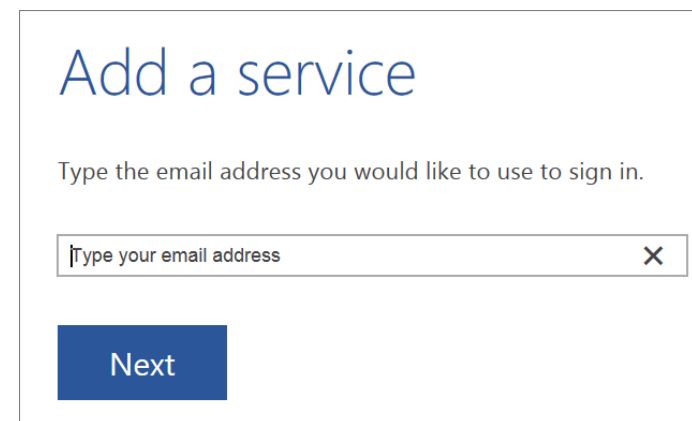 Add a service
Type the email address you would like to use to sign in.
Type your email address
Next